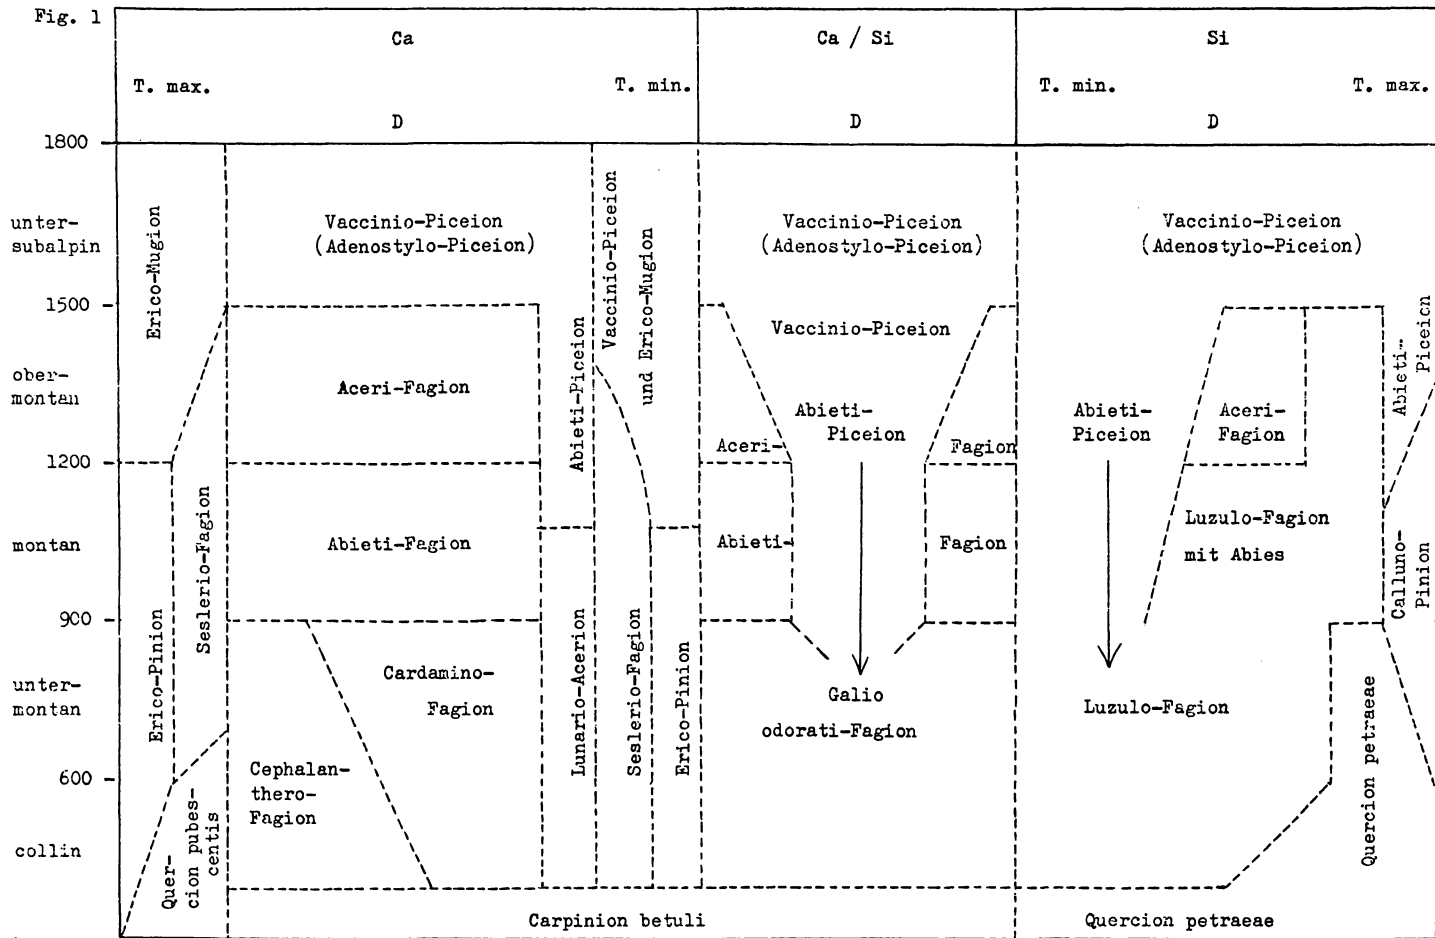 Fig. 1
Ca
Ca / Si
Si
T. max.
T. min.
T. min.
T. max.
D
D
D
1800
unter-
subalpin
1500
ober-
montan
1200
montan
900
unter-
montan
600
collin
Erico-Mugion
Erico-Pinion
Seslerio-Fagion
Quer-
cion pubes-
centis
Vaccinio-Piceion
(Adenostylo-Piceion)
Aceri-Fagion
Abieti-Fagion
Cardamino-
Fagion
Cephalan-
thero-
Fagion
Abieti-Piceion
Lunario-Acerion
Vaccinio-Piceion
und Erico-Mugion
Seslerio-Fagion
Erico-Pinion
Vaccinio-Piceion
(Adenostylo-Piceion)
Vaccinio-Piceion
Abieti-
Piceion
Aceri-
Fagion
Abieti-
Fagion
Galio
odorati-Fagion
Vaccinio-Piceion
(Adenostylo-Piceion)
Abieti-
Piceion
Aceri-
Fagion
Luzulo-Fagion
mit Abies
Luzulo-Fagion
Abieti-
Piceion
Calluno-
Pinion
Quercion petraeae
Carpinion betuli
Quercion petraeae